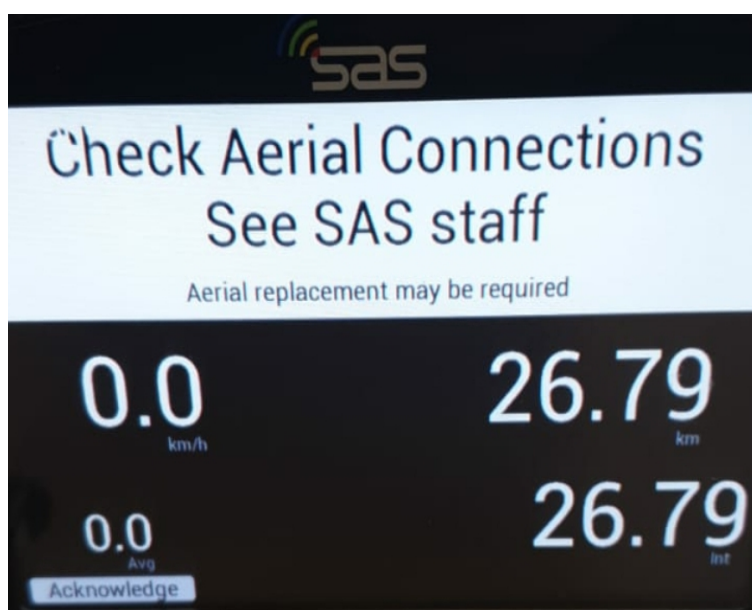 sas
Check Aerial Connections
See SAS staff
Aerial replacement may be required
0.0
km/h
26.79
km
0.0
Avg
26.79
Int
Acknowledge